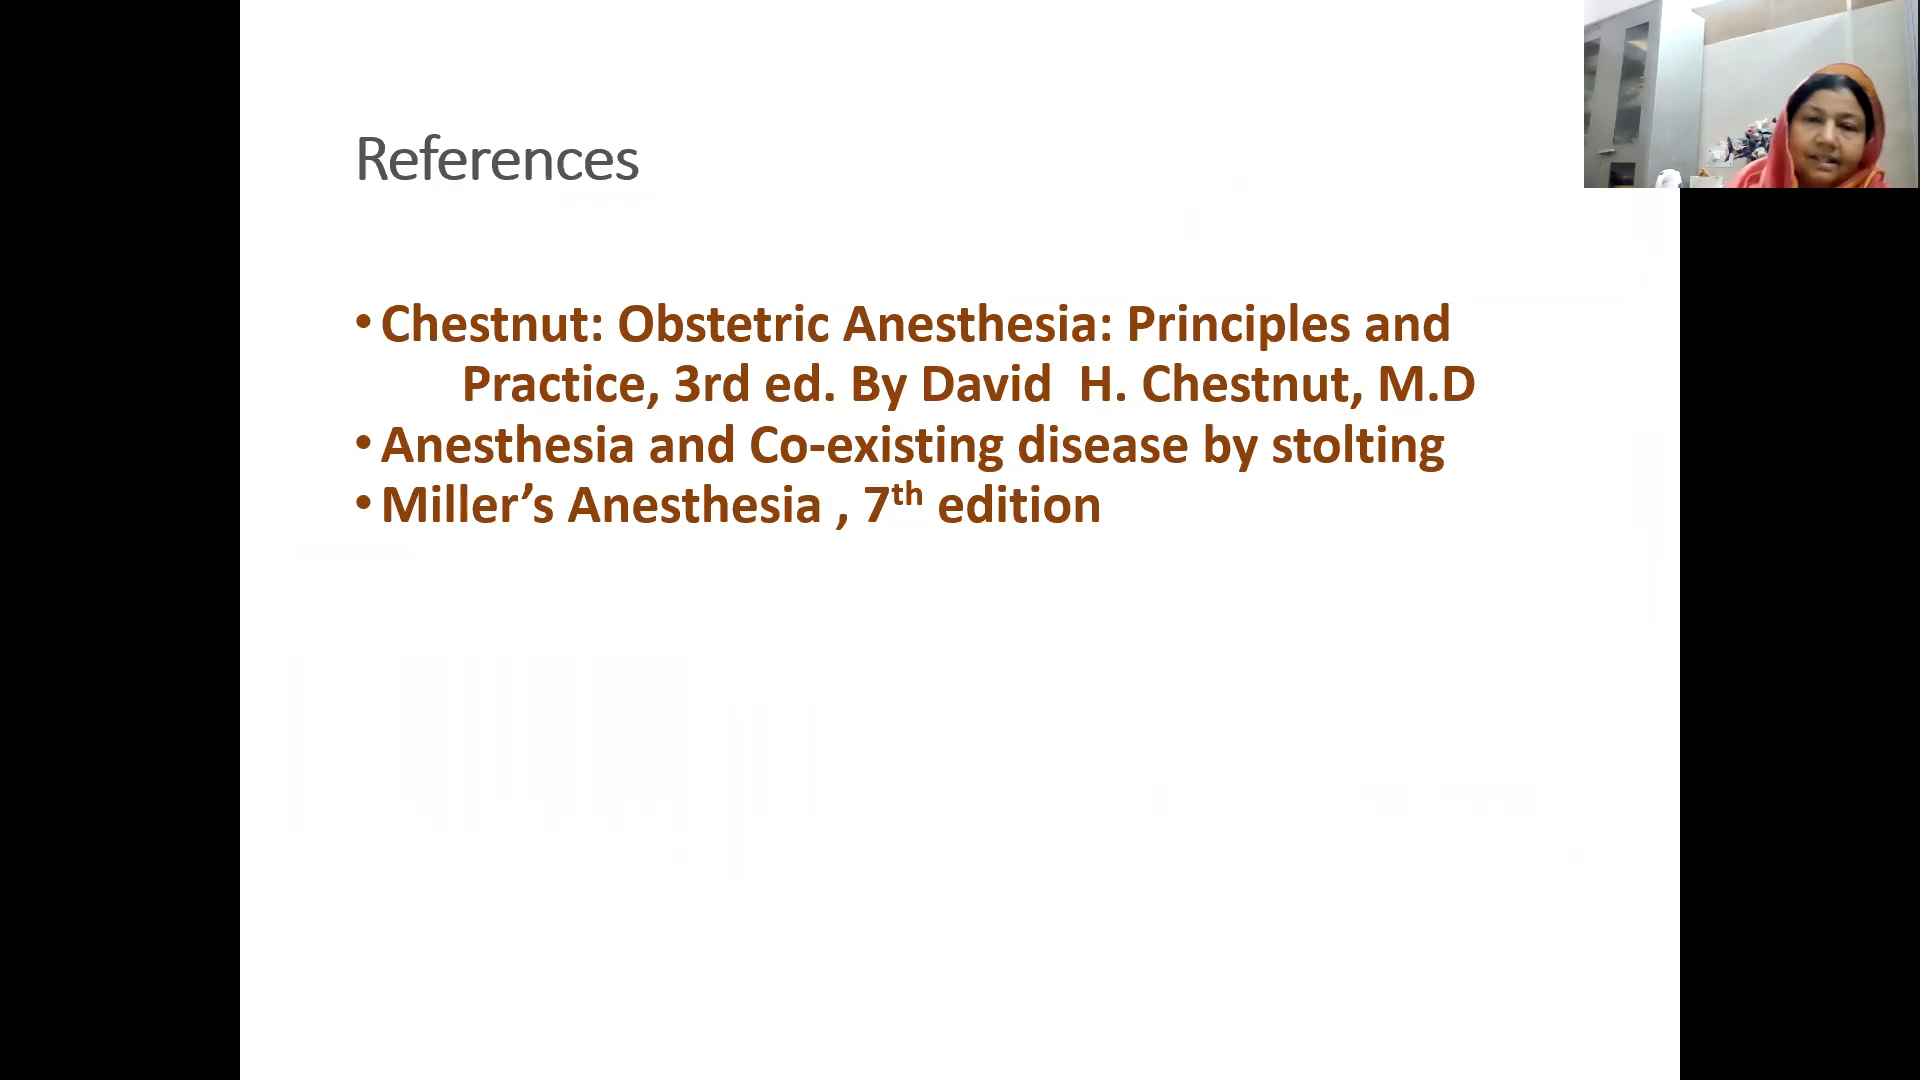 References
•Chestnut: Obstetric Anesthesia: Principles and
Practice, 3rd ed. By David  H. Chestnut, M.D
•Anesthesia and Co-existing disease by stolting
•Miller’s Anesthesia , 7th edition